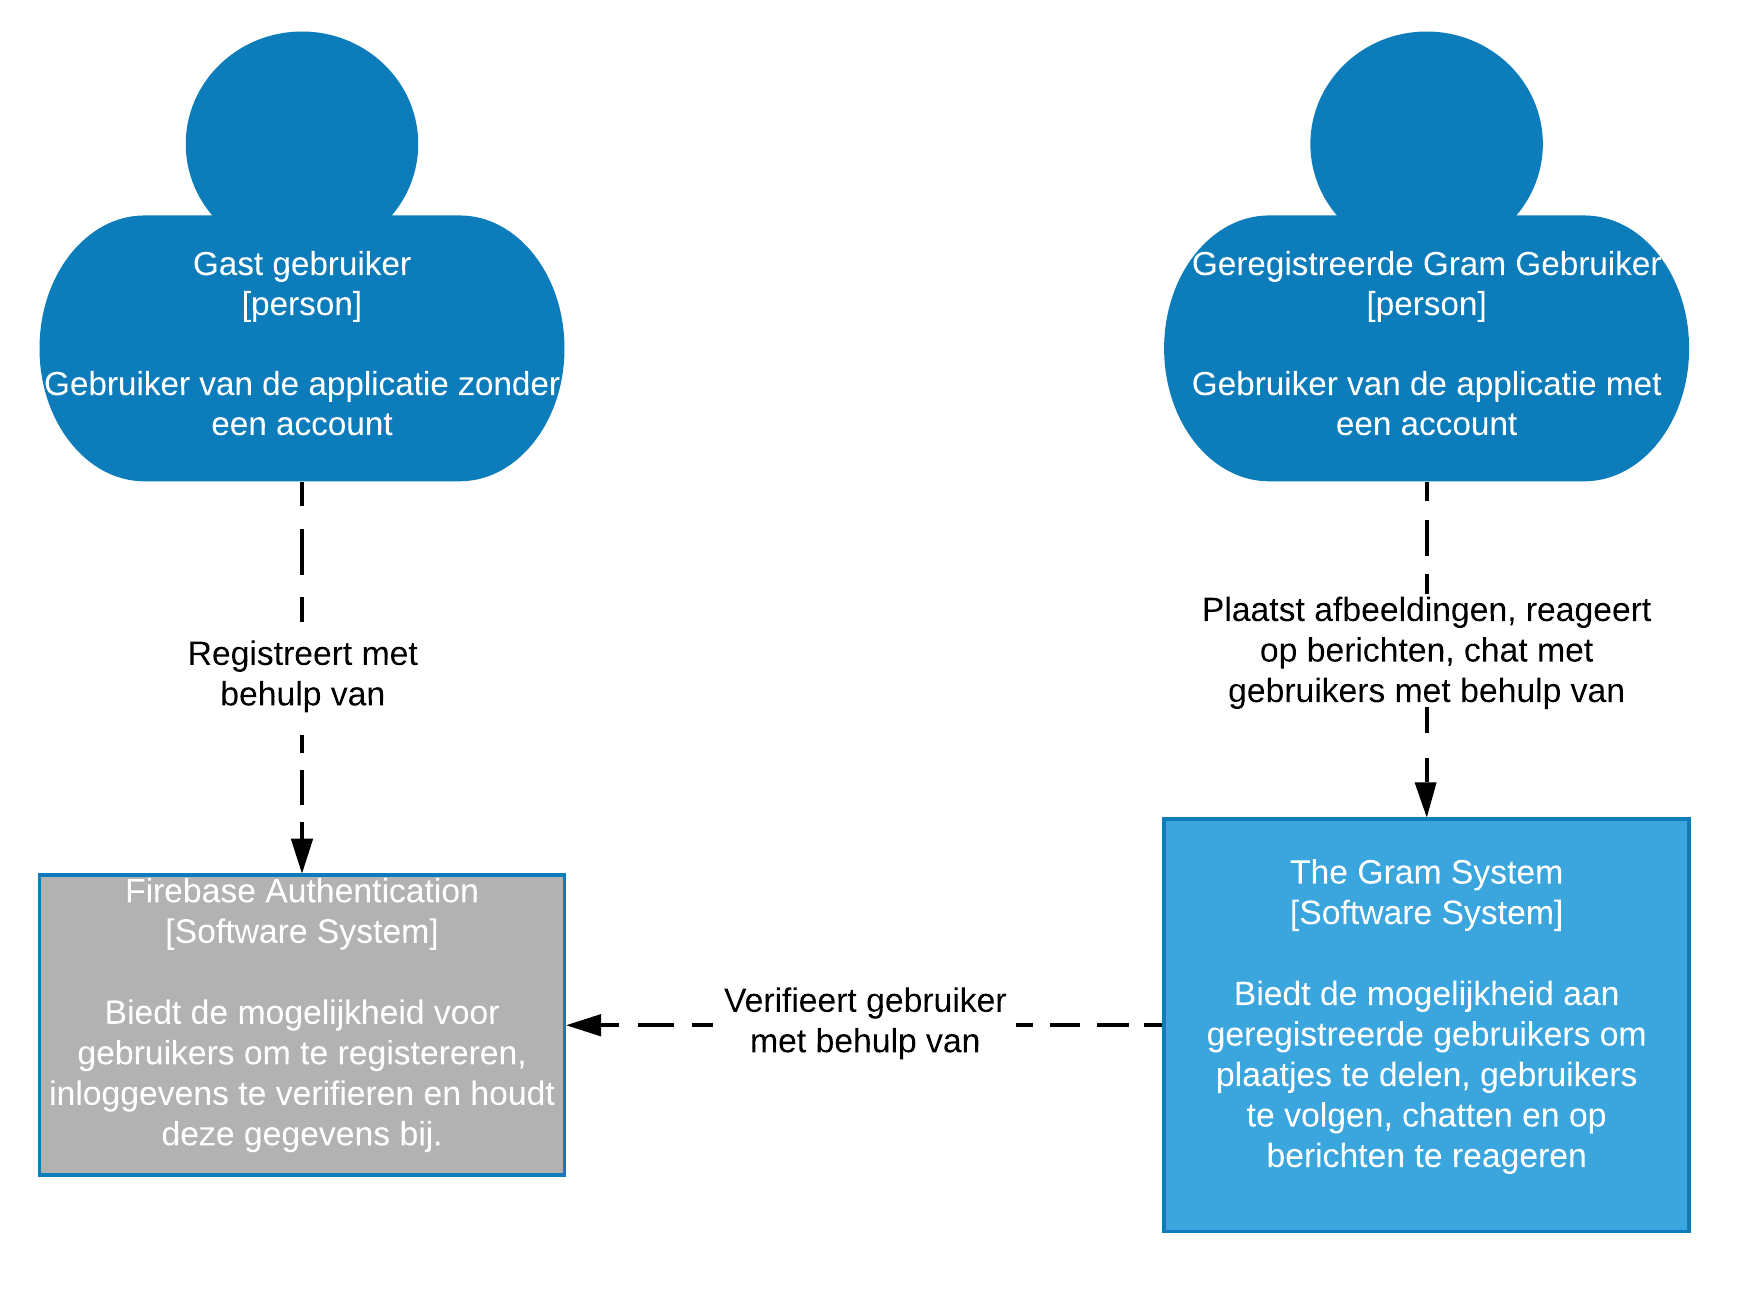 Gast gebruiker
[person]
Gebruiker van de applicatie zonder
een account
Geregistreerde Gram Gebruiker
[person]
Gebruiker van de applicatie met
een account
Registreert met
behulp van
Plaatst afbeeldingen, reageert
op berichten, chat met
gebruikers met behulp van
Firebase Authentication
[Software System]
Biedt de mogelijkheid voor
gebruikers om te registereren,
inloggevens te verifieren en houdt
deze gegevens bij.
Verifieert gebruiker
met behulp van
The Gram System
[Software System]
Biedt de mogelijkheid aan
geregistreerde gebruikers om
plaatjes te delen, gebruikers
te volgen, chatten en op
berichten te reageren